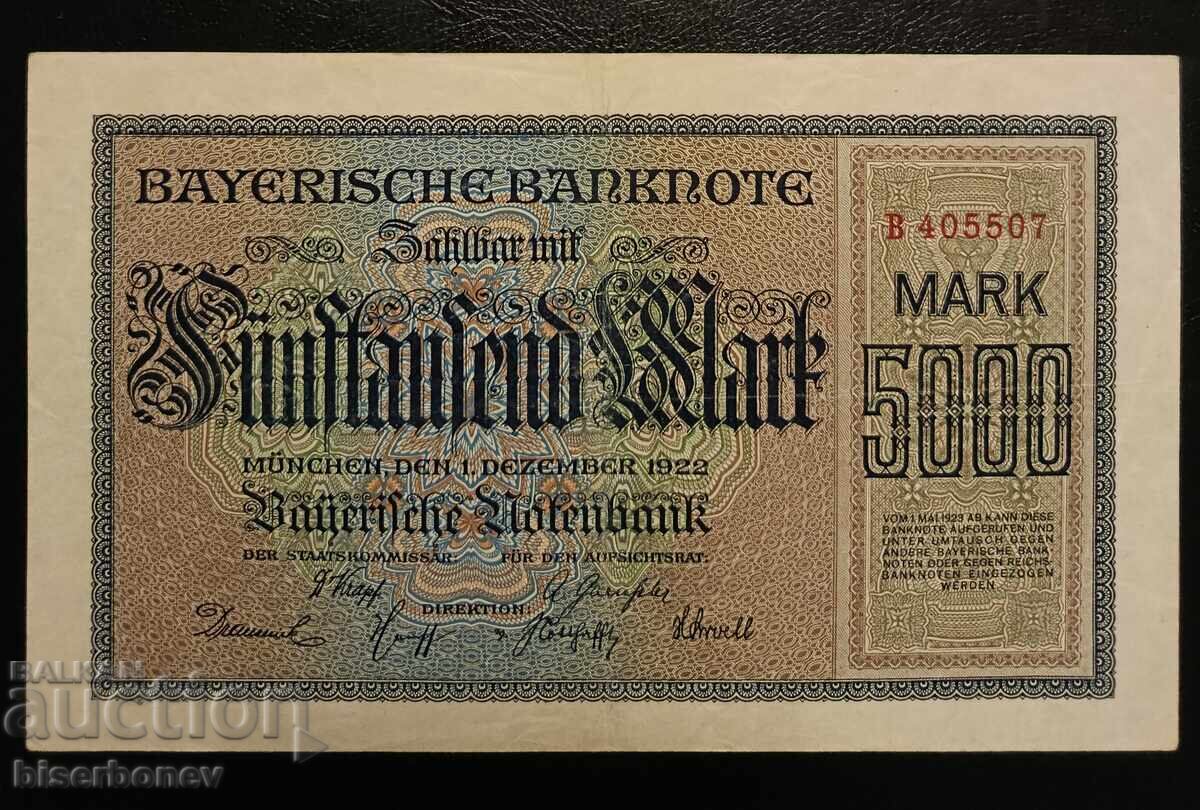 BAYERISCHE BANKNOTE
Zahlbar mit
Fünftausend Mark
MÜNCHEN, DEN 1. DEZEMBER 1922
Bayerische Notenbank
DER STAATSKOMMISSÄR
FÜR DEN AUFSICHTSRAT:
DIREKTION:
B 405507
MARK
5000
VOM 1 MAI 1923 AB KANN DIESE
BANKNOTE AUFGERUFEN UND
UNTER UMTAUSCH GEGEN
ANDERE BAYERISCHE BANK-
NOTEN ODER GEGEN REICHS-
BANKNOTEN EINGEZOGEN
WERDEN.
BALKAN
auction
biserbonev